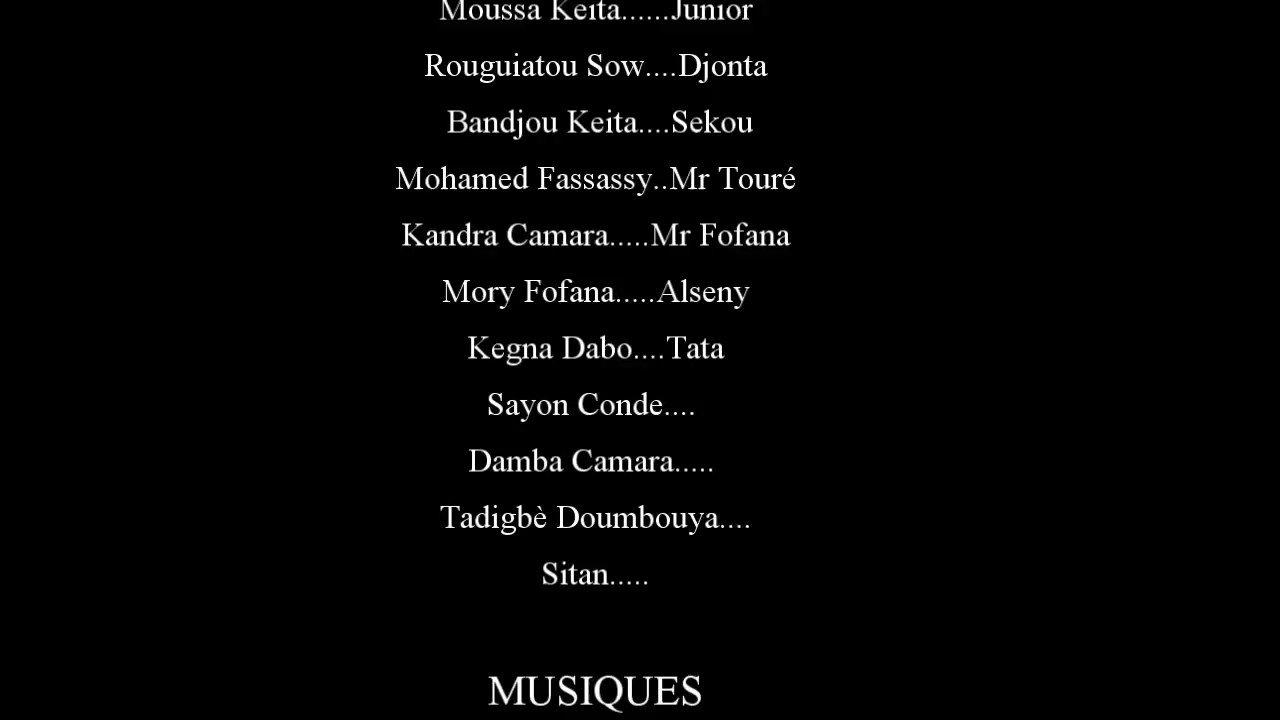 Moussa Keita......Junior
Rouguiatou Sow....Djonta
Bandjou Keita....Sekou
Mohamed Fassassy..Mr Touré
Kandra Camara.....Mr Fofana
Mory Fofana.....Alseny
Kegna Dabo....Tata
Sayon Conde....
Damba Camara.....
Tadigbè Doumbouya....
Sitan.....
MUSIQUES